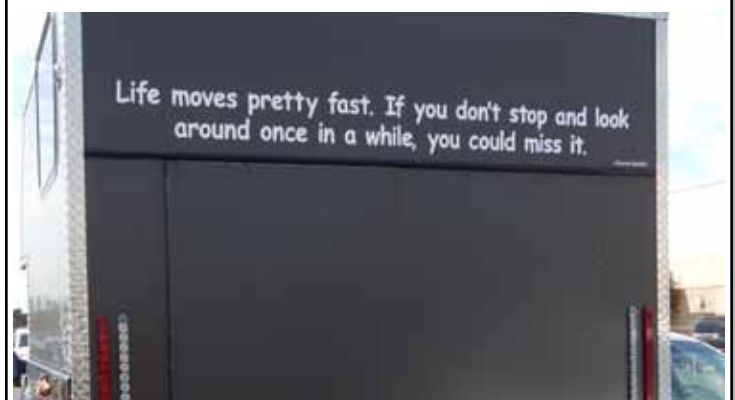 Life moves pretty fast. If you don't stop and look
around once in a while, you could miss it.